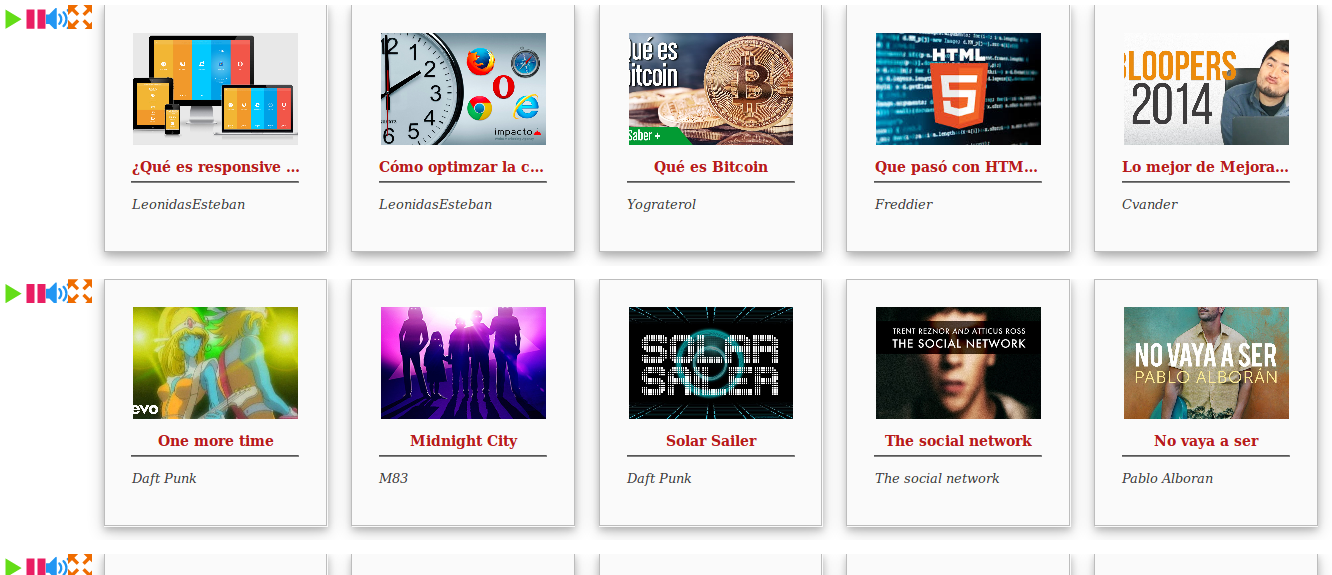 12
1
2
3
4
5
6
impacto
Qué es
Bitcoin
Saber +
HTML
5
BLOOPERS
2014
¿Qué es responsive ...
Cómo optimzar la c...
Qué es Bitcoin
Que pasó con HTM...
Lo mejor de Mejora...
LeonidasEsteban
LeonidasEsteban
Yograterol
Freddier
Cvander
evo
SOLAR
SAILER
TRENT REZNOR AND ATTICUS ROSS
THE SOCIAL NETWORK
NO VAYA A SER
PABLO ALBORÁN
One more time
Midnight City
Solar Sailer
The social network
No vaya a ser
Daft Punk
M83
Daft Punk
The social network
Pablo Alboran